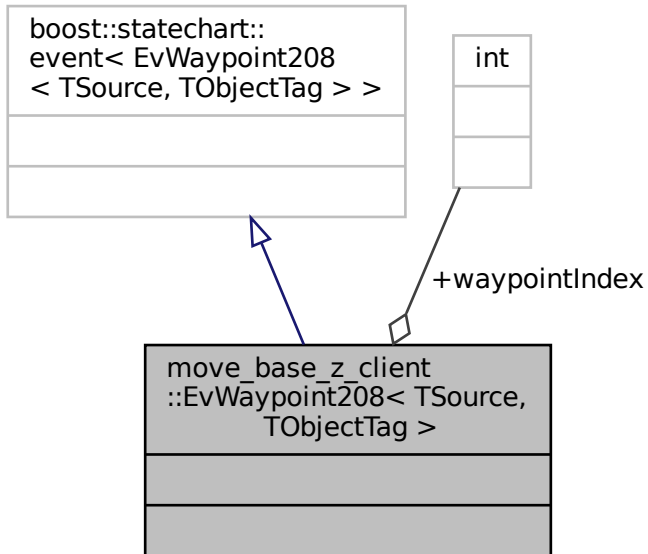 boost::statechart::
event< EvWaypoint208
< TSource, TObjectTag > >
int
+waypointIndex
move_base_z_client
::EvWaypoint208< TSource,
TObjectTag >